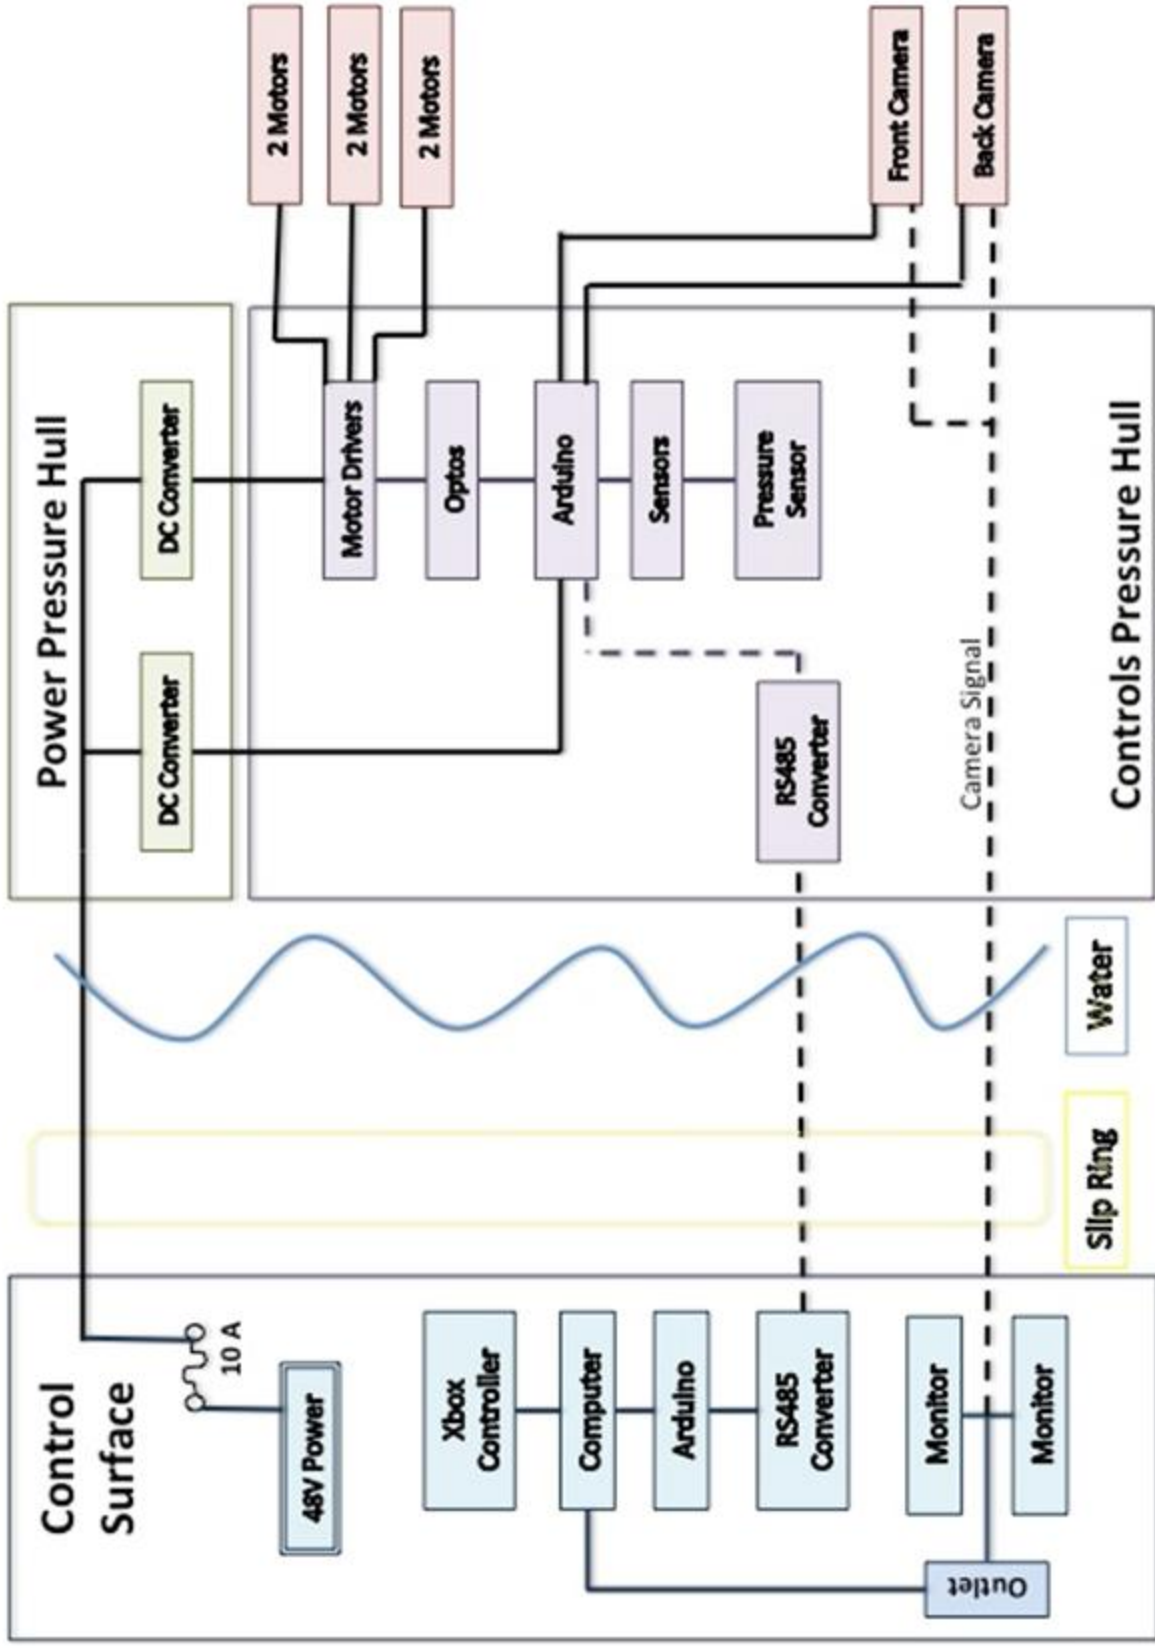 Control
Surface
48V Power
10 A
Xbox
Controller
Computer
Arduino
RS485
Converter
Monitor
Monitor
Outlet
Slip Ring
Water
Power Pressure Hull
DC Converter
DC Converter
Motor Drivers
Optos
Arduino
Sensors
Pressure
Sensor
RS485
Converter
Camera Signal
Controls Pressure Hull
2 Motors
2 Motors
2 Motors
Front Camera
Back Camera